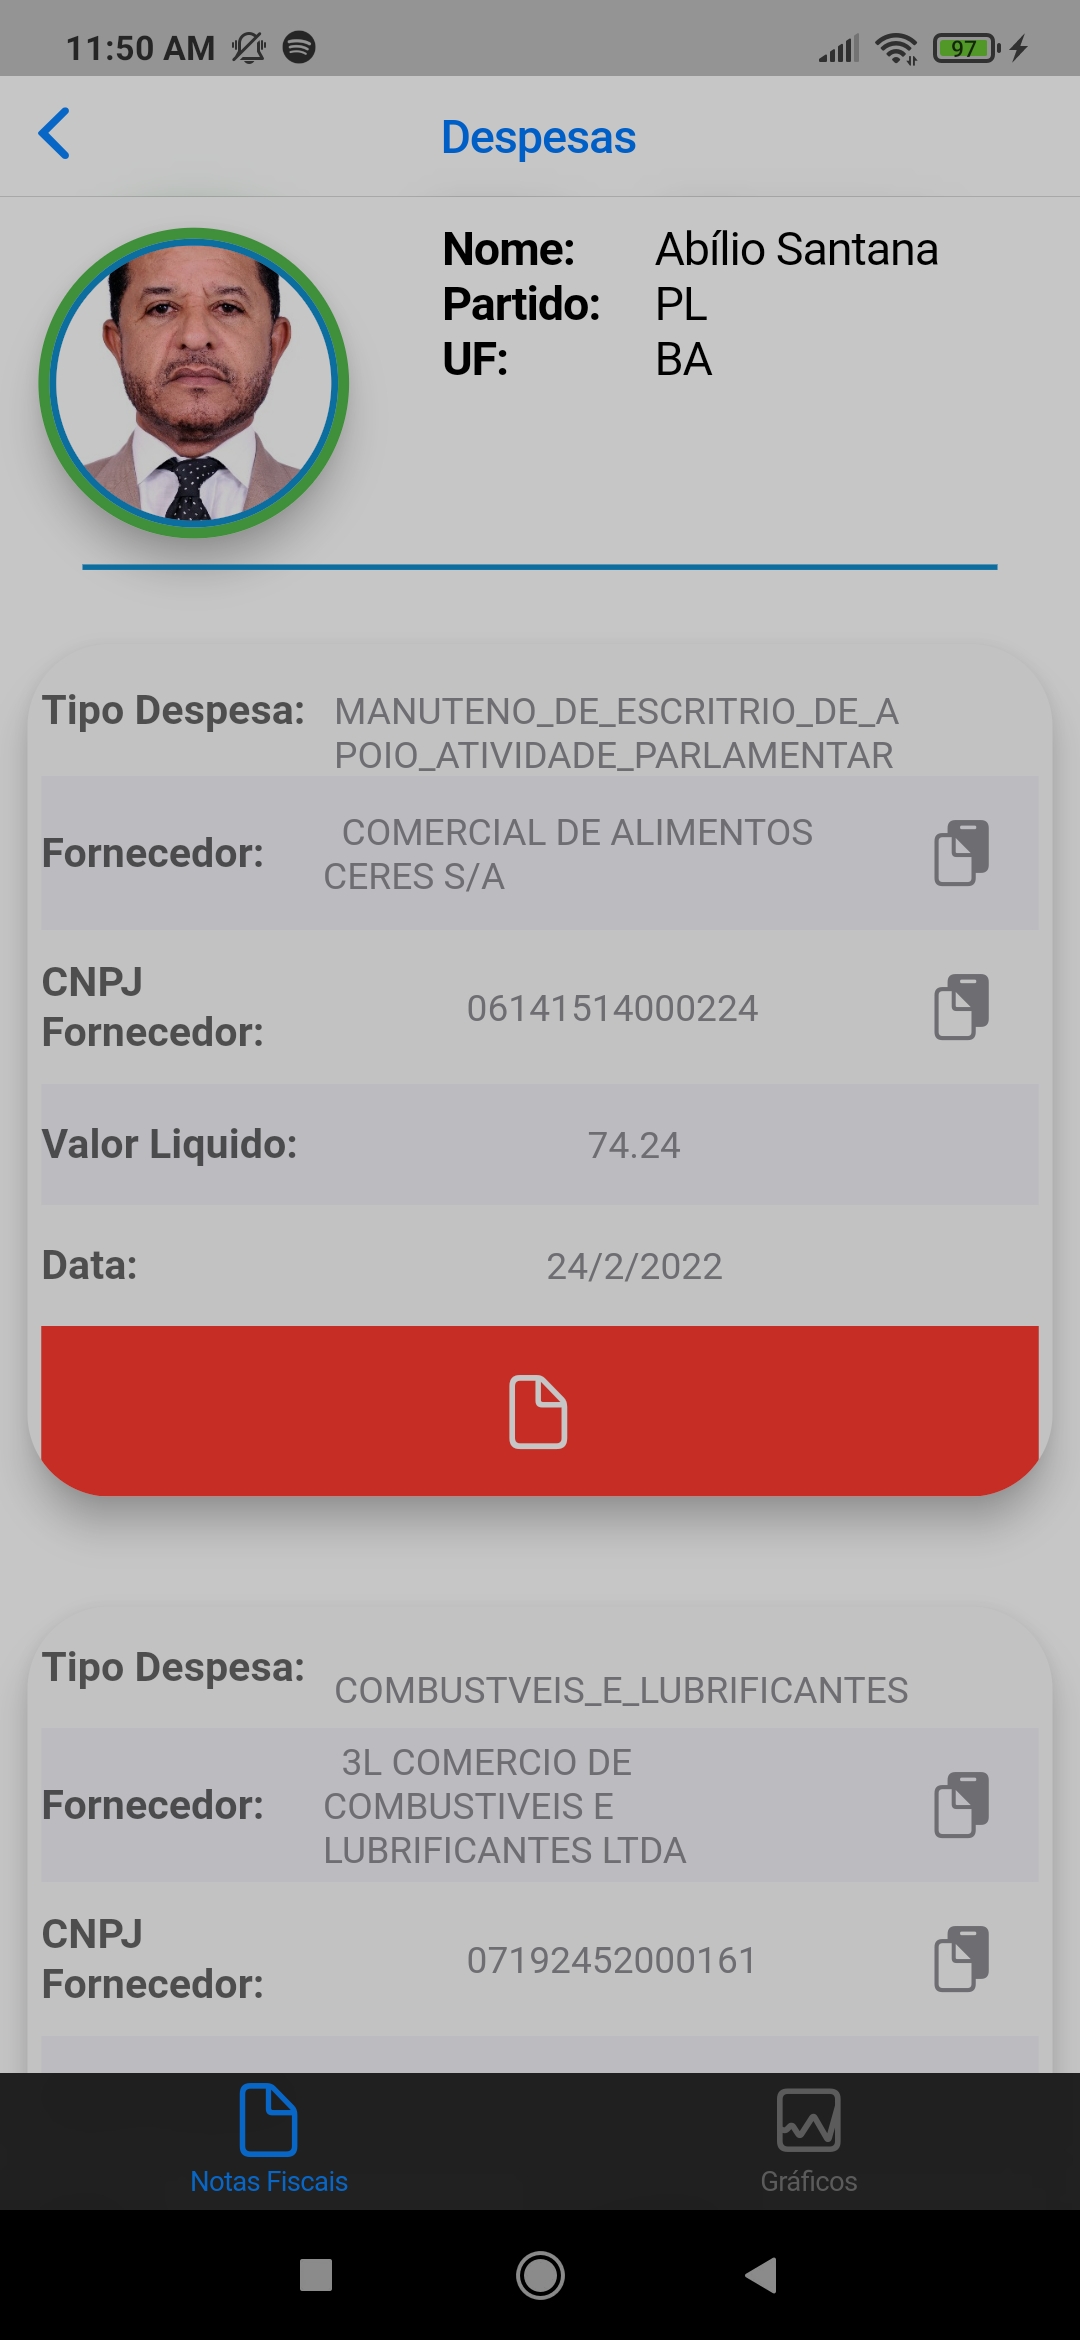 11:50 AM 97
Despesas
Nome: Abílio Santana
Partido: PL
UF: BA
Tipo Despesa: MANUTENO_DE_ESCRITRIO_DE_A
POIO_ATIVIDADE_PARLAMENTAR
Fornecedor: COMERCIAL DE ALIMENTOS
CERES S/A
CNPJ
Fornecedor: 06141514000224
Valor Liquido: 74.24
Data: 24/2/2022
Tipo Despesa: COMBUSTVEIS_E_LUBRIFICANTES
Fornecedor: 3L COMERCIO DE
COMBUSTIVEIS E
LUBRIFICANTES LTDA
CNPJ
Fornecedor: 07192452000161
Notas Fiscais Gráficos